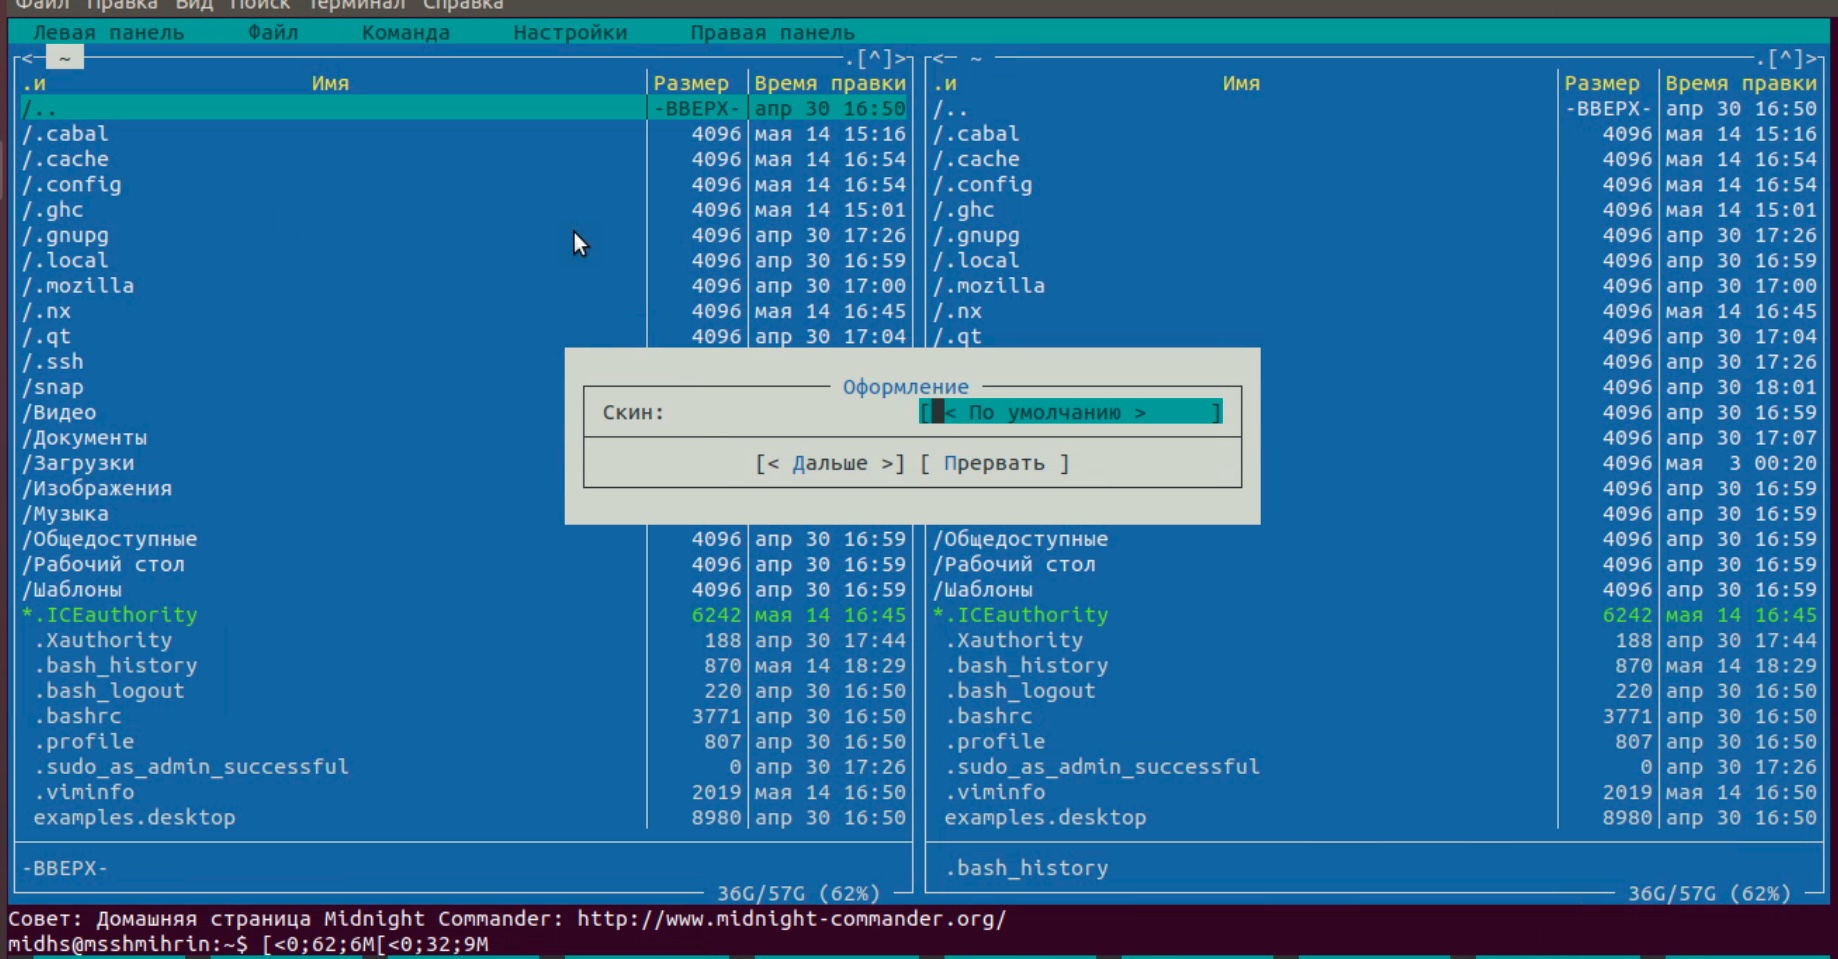 Файл Правка Вид Поиск Терминал Справка
Левая панель Файл Команда Настройки Правая панель
<─ ~ ─.[^]>┐ ┌<─ ~ ─.[^]>
.и Имя Размер Время правки .и Имя Размер Время правки
/.. -ВВЕРХ- апр 30 16:50 /.. -ВВЕРХ- апр 30 16:50
/.cabal 4096 мая 14 15:16 /.cabal 4096 мая 14 15:16
/.cache 4096 мая 14 16:54 /.cache 4096 мая 14 16:54
/.config 4096 мая 14 16:54 /.config 4096 мая 14 16:54
/.ghc 4096 мая 14 15:01 /.ghc 4096 мая 14 15:01
/.gnupg 4096 апр 30 17:26 /.gnupg 4096 апр 30 17:26
/.local 4096 апр 30 16:59 /.local 4096 апр 30 16:59
/.mozilla 4096 апр 30 17:00 /.mozilla 4096 апр 30 17:00
/.nx 4096 мая 14 16:45 /.nx 4096 мая 14 16:45
/.qt 4096 апр 30 17:04 /.qt 4096 апр 30 17:04
/.ssh 4096 апр 30 17:26
/snap Оформление 4096 апр 30 18:01
/Видео Скин: [ < По умолчанию > ] 4096 апр 30 16:59
/Документы 4096 апр 30 17:07
/Загрузки [< Дальше >] [ Прервать ] 4096 мая 3 00:20
/Изображения 4096 апр 30 16:59
/Музыка 4096 апр 30 16:59
/Общедоступные 4096 апр 30 16:59 /Общедоступные 4096 апр 30 16:59
/Рабочий стол 4096 апр 30 16:59 /Рабочий стол 4096 апр 30 16:59
/Шаблоны 4096 апр 30 16:59 /Шаблоны 4096 апр 30 16:59
*.ICEauthority 6242 мая 14 16:45 *.ICEauthority 6242 мая 14 16:45
.Xauthority 188 апр 30 17:44 .Xauthority 188 апр 30 17:44
.bash_history 870 мая 14 18:29 .bash_history 870 мая 14 18:29
.bash_logout 220 апр 30 16:50 .bash_logout 220 апр 30 16:50
.bashrc 3771 апр 30 16:50 .bashrc 3771 апр 30 16:50
.profile 807 апр 30 16:50 .profile 807 апр 30 16:50
.sudo_as_admin_successful 0 апр 30 17:26 .sudo_as_admin_successful 0 апр 30 17:26
.viminfo 2019 мая 14 16:50 .viminfo 2019 мая 14 16:50
examples.desktop 8980 апр 30 16:50 examples.desktop 8980 апр 30 16:50
-ВВЕРХ- .bash_history
36G/57G (62%) 36G/57G (62%)
Совет: Домашняя страница Midnight Commander: http://www.midnight-commander.org/
midhs@msshmihrin:~$ [<0;62;6M[<0;32;9M